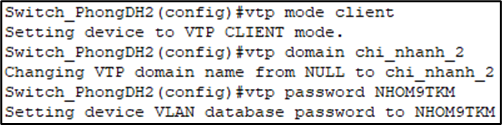 Switch_PhongDH2(config)#vtp mode client
Setting device to VTP CLIENT mode.
Switch_PhongDH2(config)#vtp domain chi_nhanh_2
Changing VTP domain name from NULL to chi_nhanh_2
Switch_PhongDH2(config)#vtp password NHOM9TKM
Setting device VLAN database password to NHOM9TKM